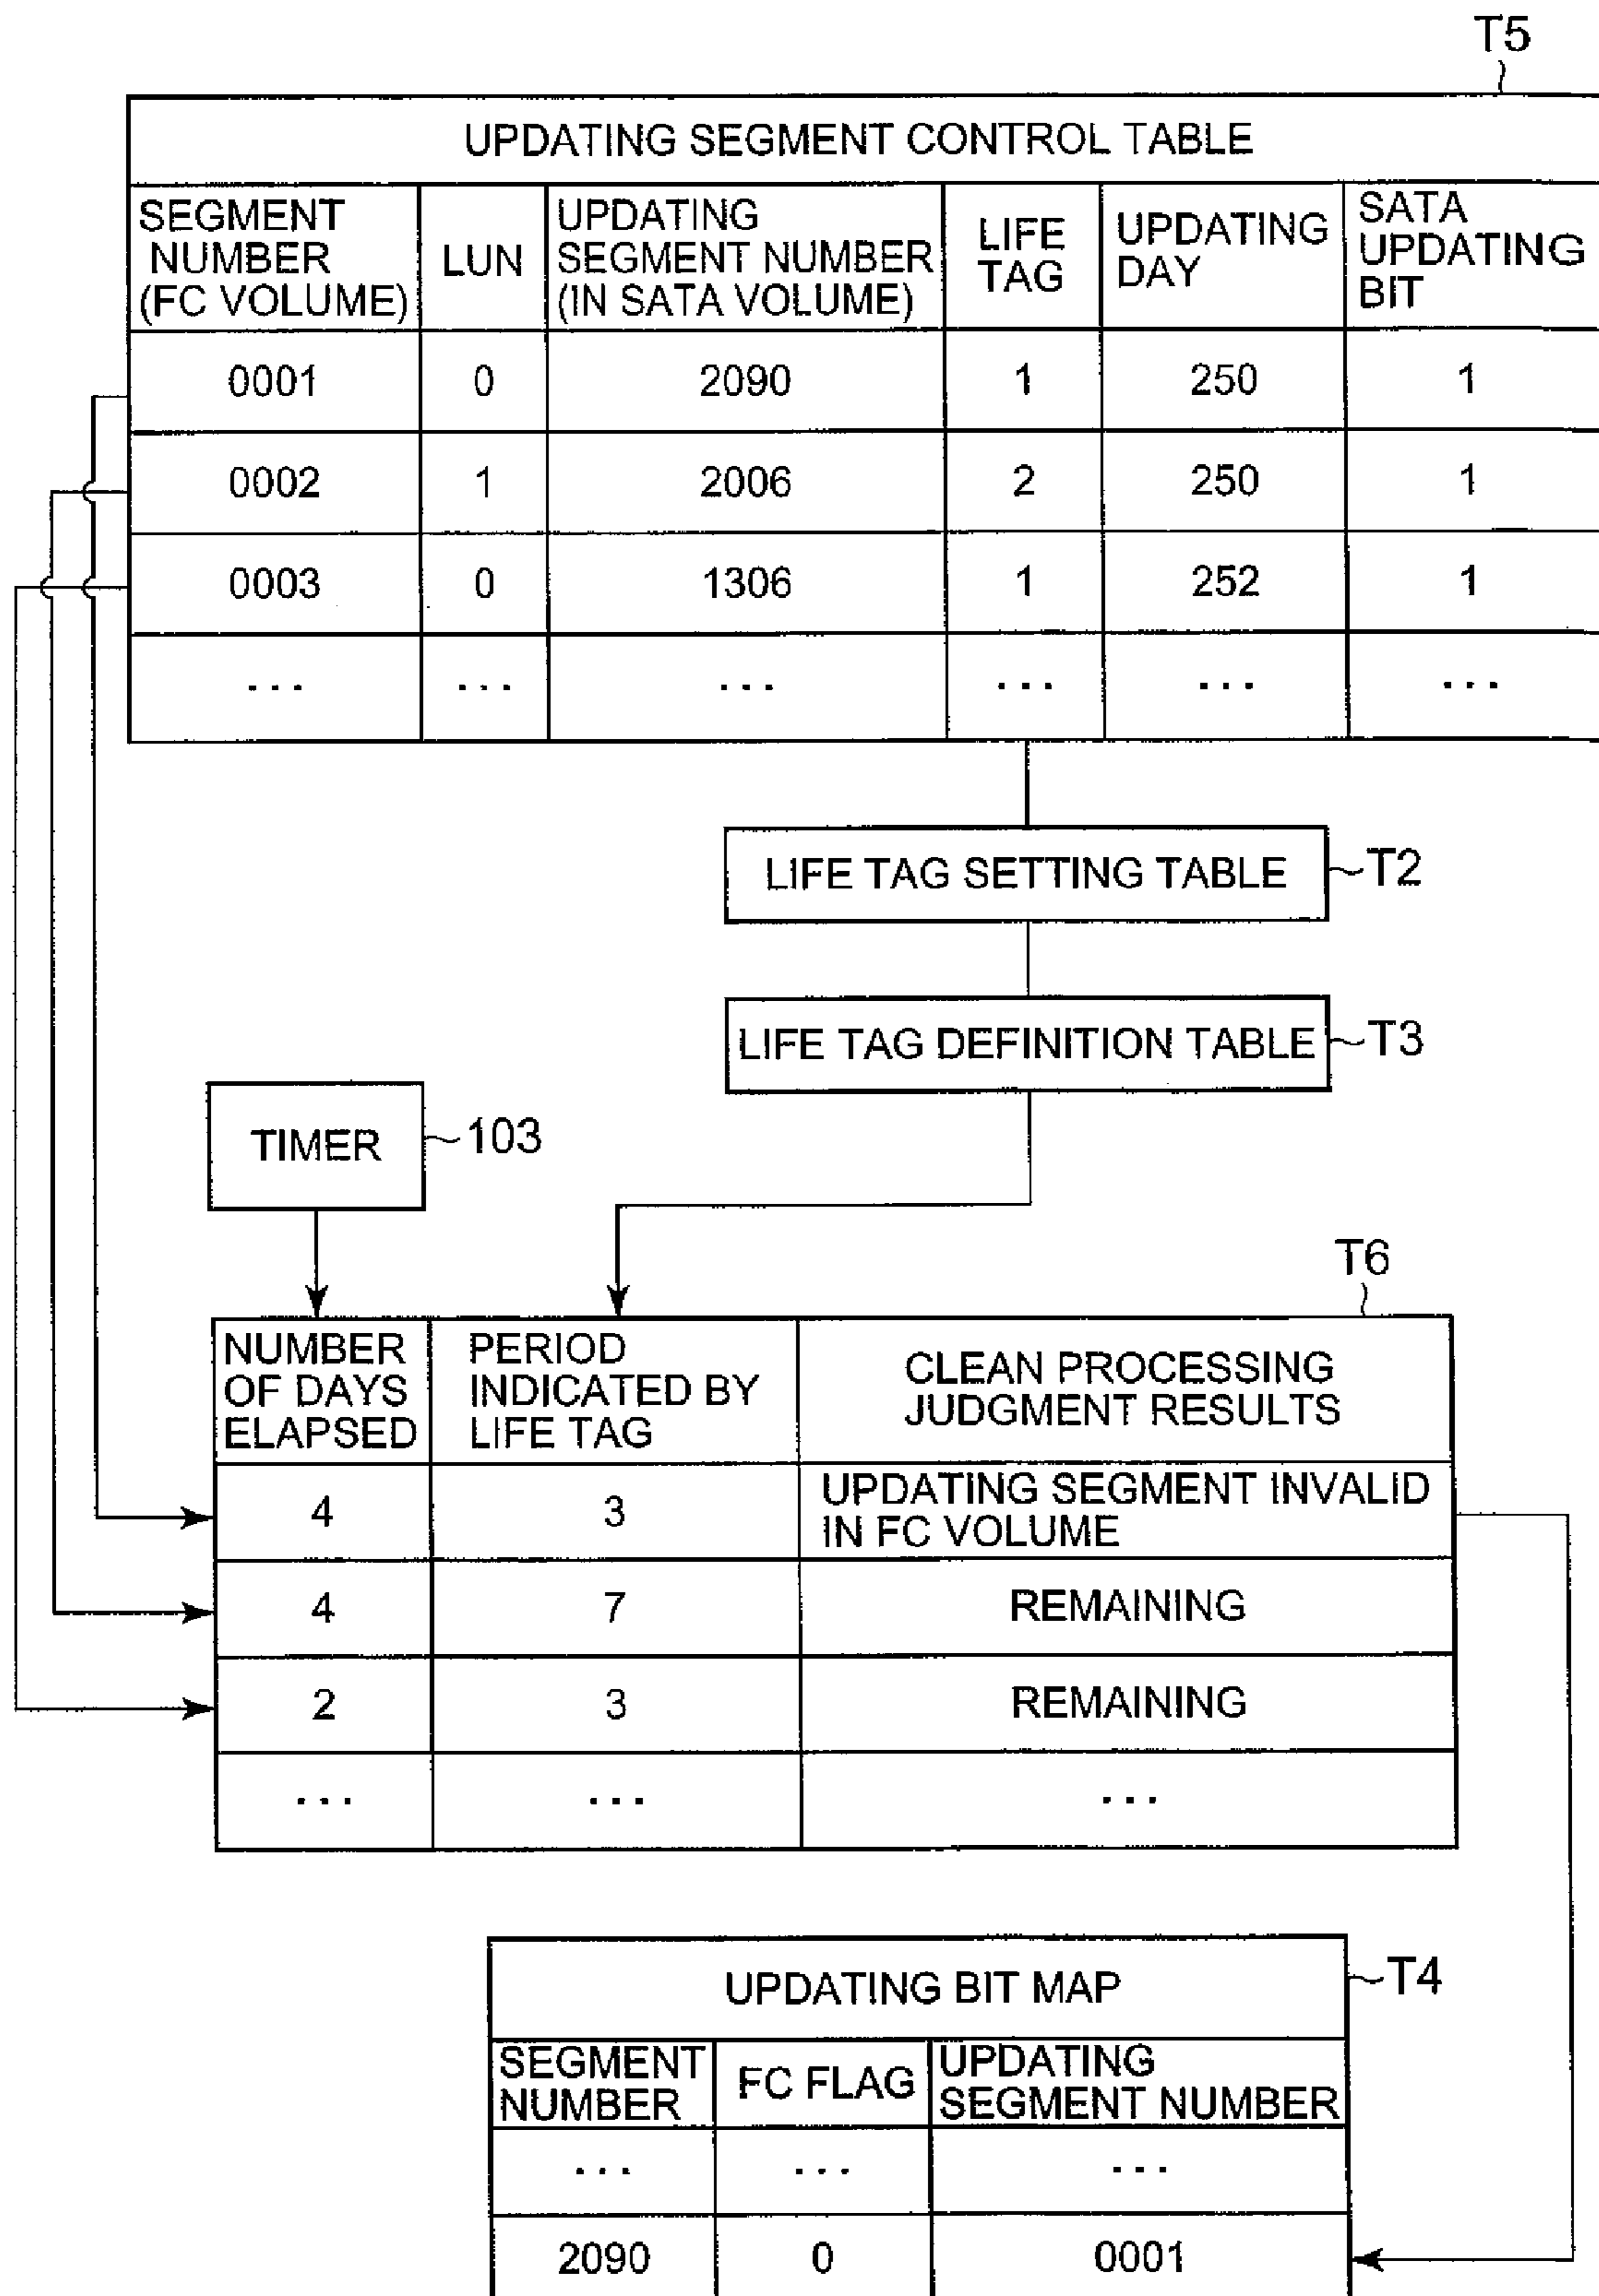 T5
UPDATING SEGMENT CONTROL TABLE
SEGMENT
NUMBER
(FC VOLUME)
LUN
UPDATING
SEGMENT NUMBER
(IN SATA VOLUME)
LIFE
TAG
UPDATING
DAY
SATA
UPDATING
BIT
0001 0 2090 1 250 1
0002 1 2006 2 250 1
0003 0 1306 1 252 1
... ... ... ... ... ...
LIFE TAG SETTING TABLE T2
LIFE TAG DEFINITION TABLE T3
TIMER 103
T6
NUMBER
OF DAYS
ELAPSED
PERIOD
INDICATED BY
LIFE TAG
CLEAN PROCESSING
JUDGMENT RESULTS
4 3 UPDATING SEGMENT INVALID
IN FC VOLUME
4 7 REMAINING
2 3 REMAINING
... ... ...
UPDATING BIT MAP T4
SEGMENT
NUMBER
FC FLAG
UPDATING
SEGMENT NUMBER
... ... ...
2090 0 0001